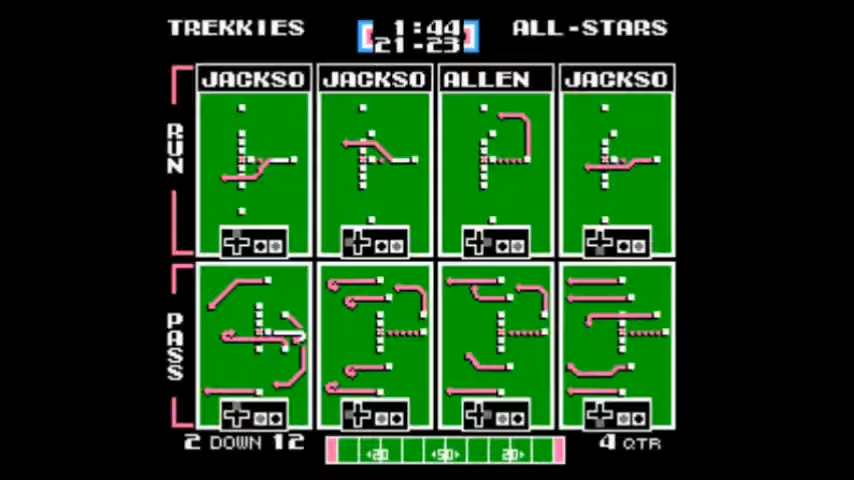 TREKKIES
1:44
ALL-STARS
21-23
JACKSO JACKSO ALLEN JACKSO
RUN
PASS
2 DOWN 12
4 QTR
20 50 20